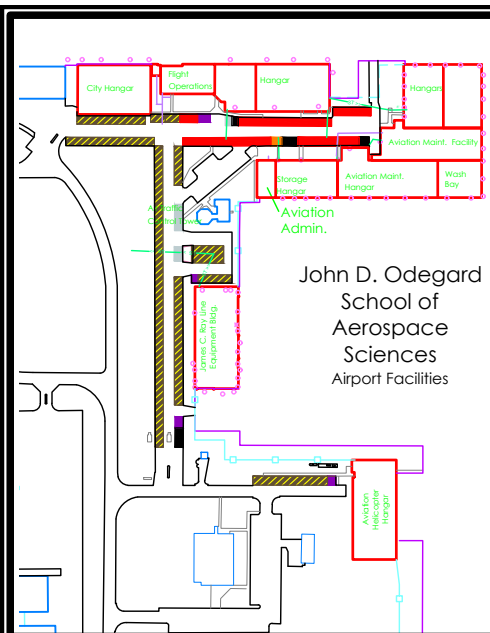 City Hangar
Flight
Operations
Hangar
Hangar
Aviation Maint. Facility
Storage
Hangar
Aviation Maint.
Hangar
Wash
Bay
Aviation
Admin.
Control Tower
James C. Ray Line
Equipment Bldg.
John D. Odegard
School of
Aerospace
Sciences
Airport Facilities
Aviation
Helicopter
Hangar